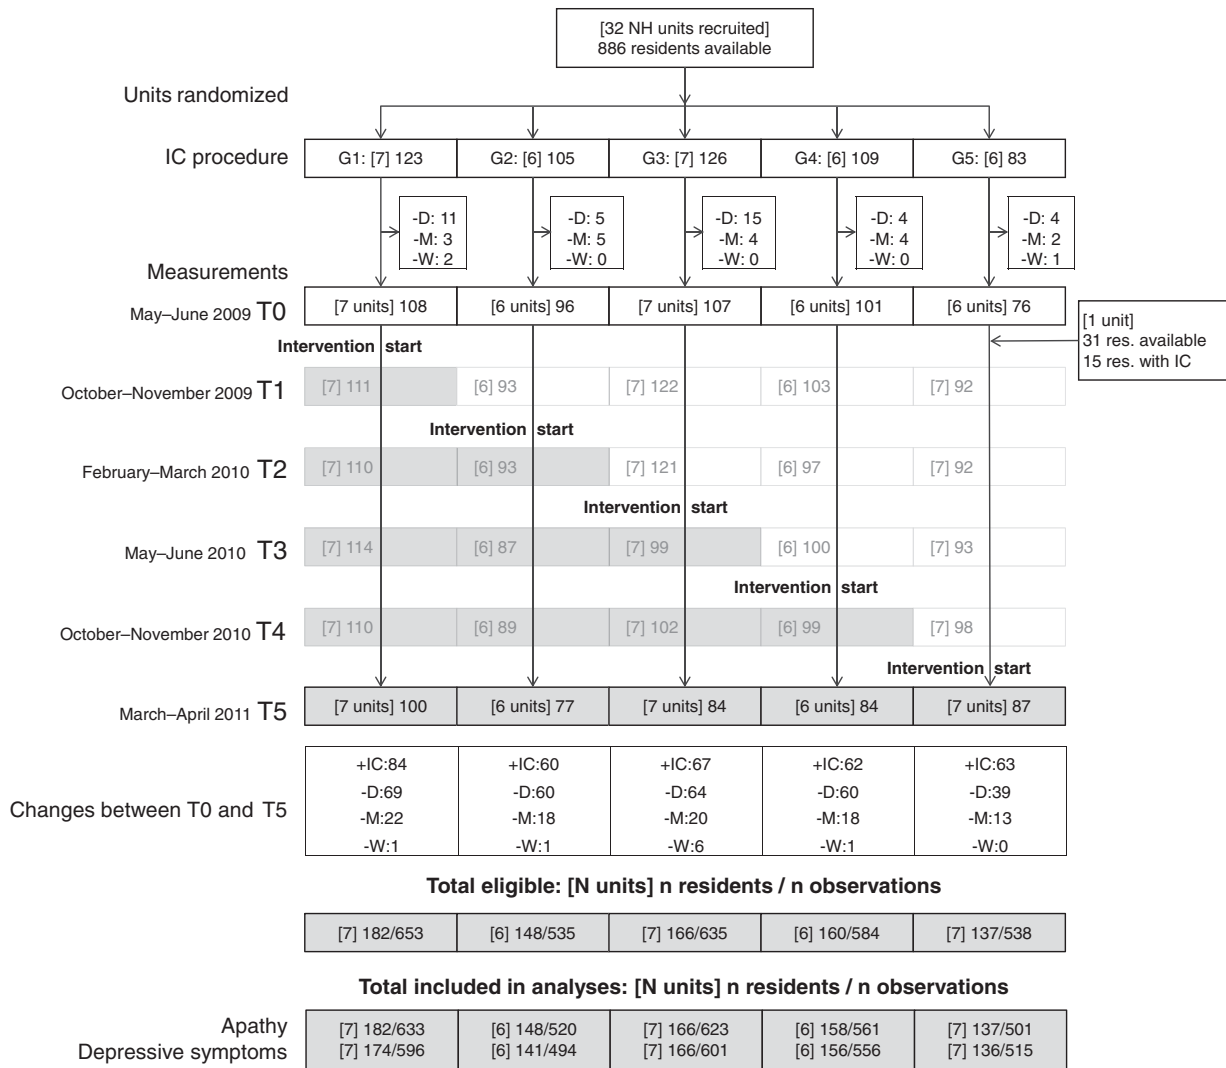 [32 NH units recruited]
886 residents available
Units randomized
IC procedure
G1: [7] 123
G2: [6] 105
G3: [7] 126
G4: [6] 109
G5: [6] 83
-D: 11
-M: 3
-W: 2
-D: 5
-M: 5
-W: 0
-D: 15
-M: 4
-W: 0
-D: 4
-M: 4
-W: 0
-D: 4
-M: 2
-W: 1
Measurements
May–June 2009 T0
[7 units] 108
[6 units] 96
[7 units] 107
[6 units] 101
[6 units] 76
[1 unit]
31 res. available
15 res. with IC
Intervention start
October–November 2009 T1
[7] 111
[6] 93
[7] 122
[6] 103
[7] 92
Intervention start
February–March 2010 T2
[7] 110
[6] 93
[7] 121
[6] 97
[7] 92
Intervention start
May–June 2010 T3
[7] 114
[6] 87
[7] 99
[6] 100
[7] 93
Intervention start
October–November 2010 T4
[7] 110
[6] 89
[7] 102
[6] 99
[7] 98
Intervention start
March–April 2011 T5
[7 units] 100
[6 units] 77
[7 units] 84
[6 units] 84
[7 units] 87
Changes between T0 and T5
+IC:84
-D:69
-M:22
-W:1
+IC:60
-D:60
-M:18
-W:1
+IC:67
-D:64
-M:20
-W:6
+IC:62
-D:60
-M:18
-W:1
+IC:63
-D:39
-M:13
-W:0
Total eligible: [N units] n residents / n observations
[7] 182/653
[6] 148/535
[7] 166/635
[6] 160/584
[7] 137/538
Total included in analyses: [N units] n residents / n observations
Apathy
[7] 182/633
[6] 148/520
[7] 166/623
[6] 158/561
[7] 137/501
Depressive symptoms
[7] 174/596
[6] 141/494
[7] 166/601
[6] 156/556
[7] 136/515